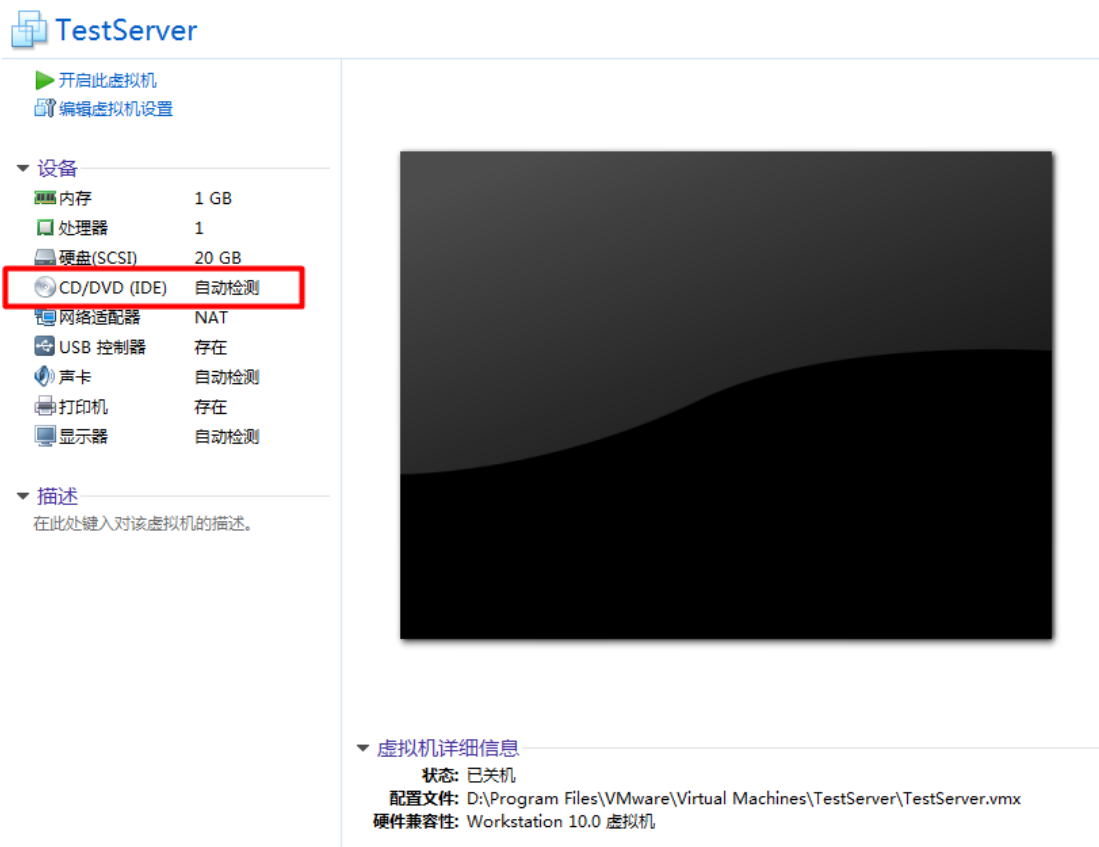 TestServer
开启此虚拟机
编辑虚拟机设置
设备
内存 1 GB
处理器 1
硬盘(SCSI) 20 GB
CD/DVD (IDE) 自动检测
网络适配器 NAT
USB 控制器 存在
声卡 自动检测
打印机 存在
显示器 自动检测
描述
在此处键入对该虚拟机的描述。
虚拟机详细信息
状态: 已关机
配置文件: D:\Program Files\VMware\Virtual Machines\TestServer\TestServer.vmx
硬件兼容性: Workstation 10.0 虚拟机